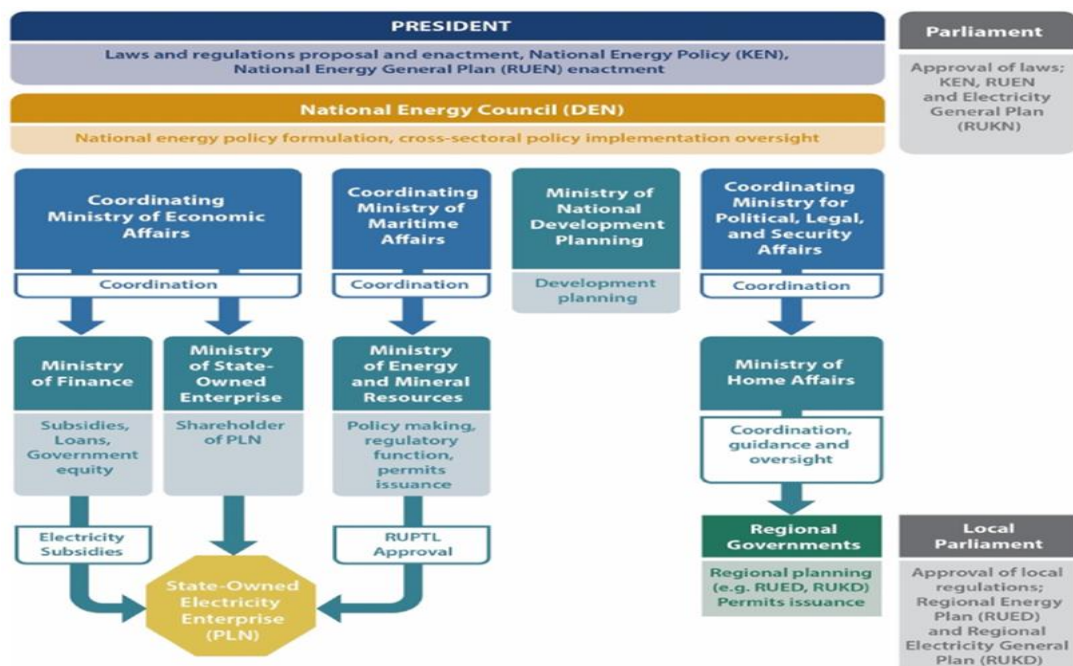 PRESIDENT
Laws and regulations proposal and enactment, National Energy Policy (KEN),
National Energy General Plan (RUEN) enactment
Parliament
Approval of laws;
KEN, RUEN
and Electricity
General Plan
(RUKN)
National Energy Council (DEN)
National energy policy formulation, cross-sectoral policy implementation oversight
Coordinating
Ministry of Economic
Affairs
Coordination
Coordinating
Ministry of
Maritime
Affairs
Coordination
Ministry of
National
Development
Planning
Development
planning
Coordinating
Ministry for
Political, Legal,
and Security
Affairs
Coordination
Ministry
of Finance
Subsidies,
Loans,
Government
equity
Ministry
of State-
Owned
Enterprise
Shareholder
of PLN
Ministry
of Energy
and Mineral
Resources
Policy making,
regulatory
function,
permits
issuance
Ministry of
Home Affairs
Coordination,
guidance and
oversight
Electricity
Subsidies
RUPTL
Approval
State-Owned
Electricity
Enterprise
(PLN)
Regional
Governments
Regional planning
(e.g. RUED, RUKD)
Permits issuance
Local
Parliament
Approval of local
regulations;
Regional Energy
Plan (RUED)
and Regional
Electricity General
Plan (RUKD)